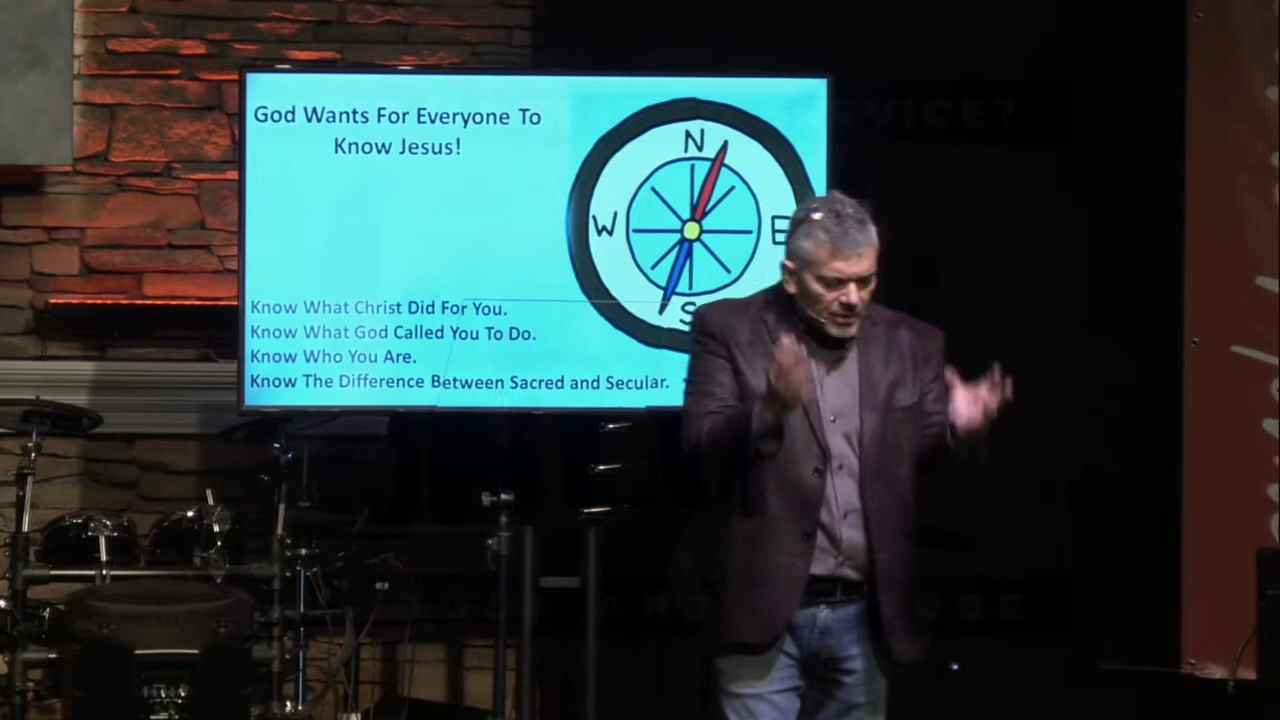 God Wants For Everyone To
Know Jesus!
N
W
E
S
Know What Christ Did For You.
Know What God Called You To Do.
Know Who You Are.
Know The Difference Between Sacred and Secular.